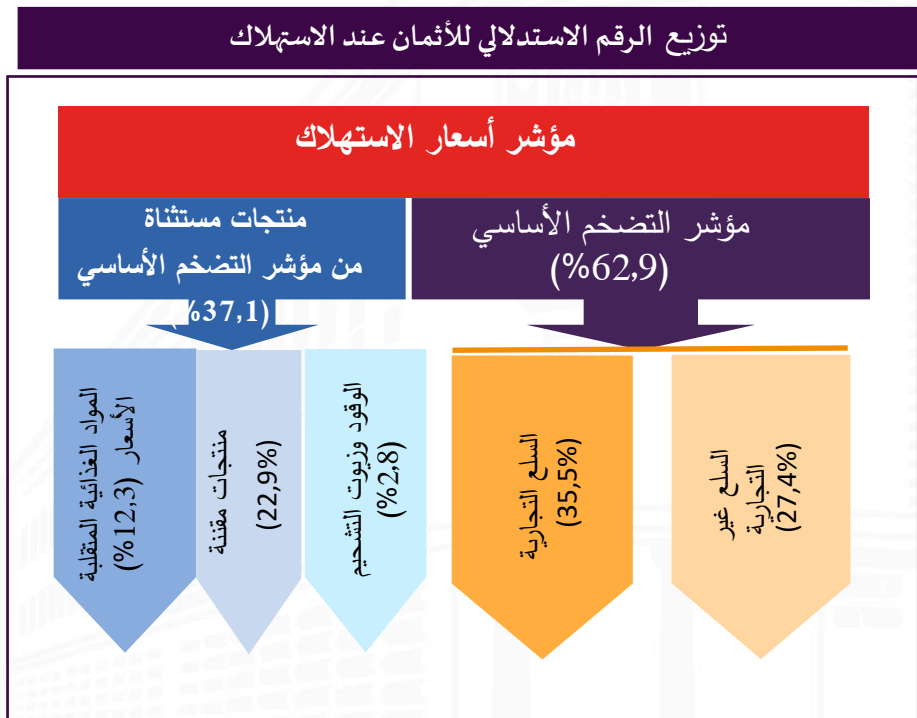 توزيع الرقم الاستدلالي للأثمان عند الاستهلاك
مؤشر أسعار الاستهلاك
مؤشر التضخم الأساسي
(%62,9)
منتجات مستثناة
من مؤشر التضخم الأساسي
(%37,1)
السلع غير
التجارية
(27,4%)
السلع التجارية
(35,5%)
الوقود وزيوت التشحيم
(%2,8)
منتجات مقننة
(22,9%)
المواد الغذائية المتقلبة
الأسعار (12,3%)